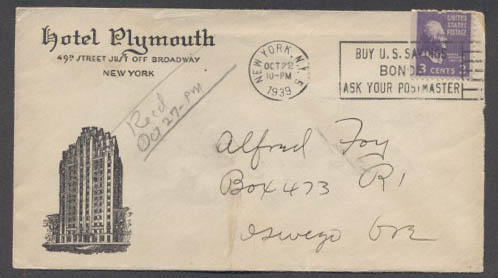 Hotel Plymouth
49TH STREET JUST OFF BROADWAY
NEW YORK
NEW YORK, N.Y. 5
OCT 22
10-PM
1939
BUY U.S. SAVINGS
BONDS
ASK YOUR POSTMASTER
UNITED
STATES
POSTAGE
3 CENTS 3
Recd
Oct 27-PM
Alfred Foy
Box 473 R1
Oswego Ore